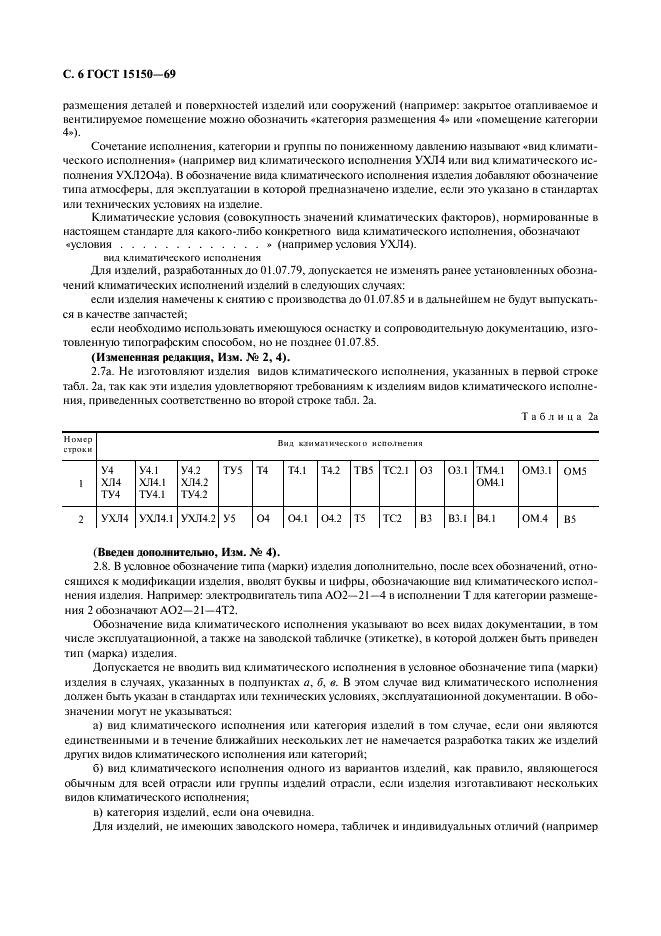 С. 6 ГОСТ 15150—69
размещения деталей и поверхностей изделий или сооружений (например: закрытое отапливаемое и
вентилируемое помещение можно обозначить «категория размещения 4» или «помещение категории
4»).
Сочетание исполнения, категории и группы по пониженному давлению называют «вид климати-
ческого исполнения» (например вид климатического исполнения УХЛ4 или вид климатического ис-
полнения УХЛ2О4а). В обозначение вида климатического исполнения изделия добавляют обозначение
типа атмосферы, для эксплуатации в которой предназначено изделие, если это указано в стандартах
или технических условиях на изделие.
Климатические условия (совокупность значений климатических факторов), нормированные в
настоящем стандарте для какого-либо конкретного вида климатического исполнения, обозначают
«условия . . . . . . . . . . . . . » (например условия УХЛ4).
вид климатического исполнения
Для изделий, разработанных до 01.07.79, допускается не изменять ранее установленных обозна-
чений климатических исполнений изделий в следующих случаях:
если изделия намечены к снятию с производства до 01.07.85 и в дальнейшем не будут выпускать-
ся в качестве запчастей;
если необходимо использовать имеющуюся оснастку и сопроводительную документацию, изго-
товленную типографским способом, но не позднее 01.07.85.
(Измененная редакция, Изм. № 2, 4).
2.7а. Не изготовляют изделия видов климатического исполнения, указанных в первой строке
табл. 2а, так как эти изделия удовлетворяют требованиям к изделиям видов климатического исполне-
ния, приведенных соответственно во второй строке табл. 2а.
Таблица 2а
Номер строки Вид климатического исполнения
1 У4 ХЛ4 ТУ4 У4.1 ХЛ4.1 ТУ4.1 У4.2 ХЛ4.2 ТУ4.2 ТУ5 Т4 Т4.1 Т4.2 ТВ5 ТС2.1 О3 О3.1 ТМ4.1 ОМ4.1 ОМ3.1 ОМ5
2 УХЛ4 УХЛ4.1 УХЛ4.2 У5 О4 О4.1 О4.2 Т5 ТС2 В3 В3.1 В4.1 ОМ.4 В5
(Введен дополнительно, Изм. № 4).
2.8. В условное обозначение типа (марки) изделия дополнительно, после всех обозначений, отно-
сящихся к модификации изделия, вводят буквы и цифры, обозначающие вид климатического испол-
нения изделия. Например: электродвигатель типа АО2—21—4 в исполнении Т для категории размеще-
ния 2 обозначают АО2—21—4Т2.
Обозначение вида климатического исполнения указывают во всех видах документации, в том
числе эксплуатационной, а также на заводской табличке (этикетке), в которой должен быть приведен
тип (марка) изделия.
Допускается не вводить вид климатического исполнения в условное обозначение типа (марки)
изделия в случаях, указанных в подпунктах а, б, в. В этом случае вид климатического исполнения
должен быть указан в стандартах или технических условиях, эксплуатационной документации. В обо-
значении могут не указываться:
а) вид климатического исполнения или категория изделий в том случае, если они являются
единственными и в течение ближайших нескольких лет не намечается разработка таких же изделий
других видов климатического исполнения или категорий;
б) вид климатического исполнения одного из вариантов изделий, как правило, являющегося
обычным для всей отрасли или группы изделий отрасли, если изделия изготавливают нескольких
видов климатического исполнения;
в) категория изделий, если она очевидна.
Для изделий, не имеющих заводского номера, табличек и индивидуальных отличий (например